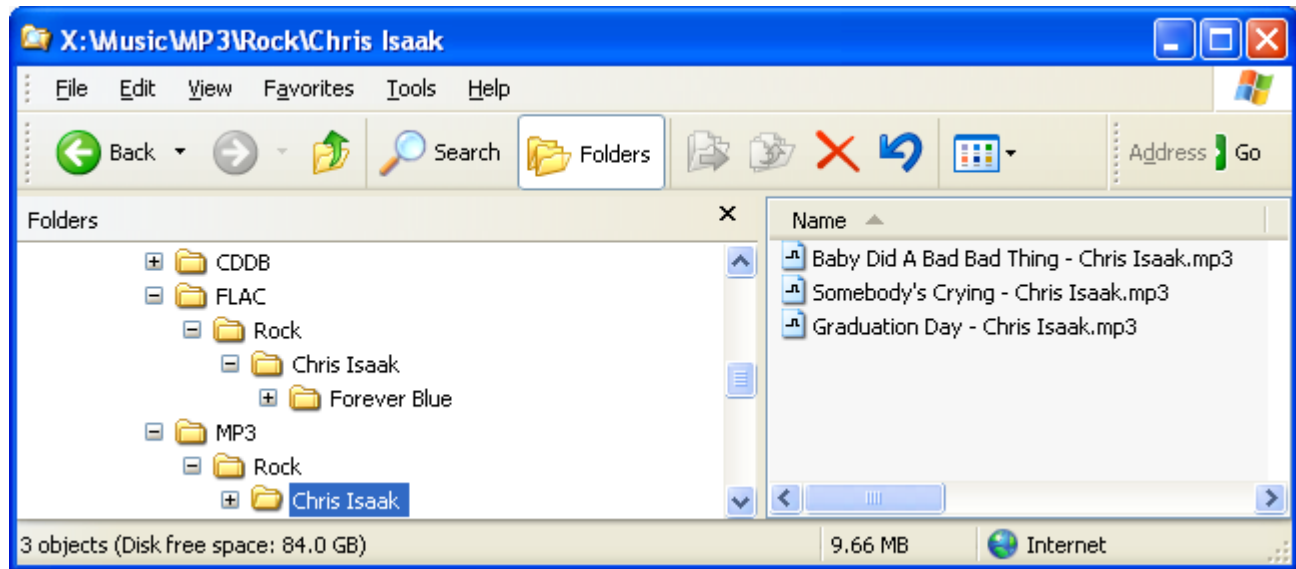 X:\Music\MP3\Rock\Chris Isaak
File Edit View Favorites Tools Help
Back Search Folders Address Go
Folders
CDDB
FLAC
Rock
Chris Isaak
Forever Blue
MP3
Rock
Chris Isaak
Name
Baby Did A Bad Bad Thing - Chris Isaak.mp3
Somebody's Crying - Chris Isaak.mp3
Graduation Day - Chris Isaak.mp3
3 objects (Disk free space: 84.0 GB) 9.66 MB Internet